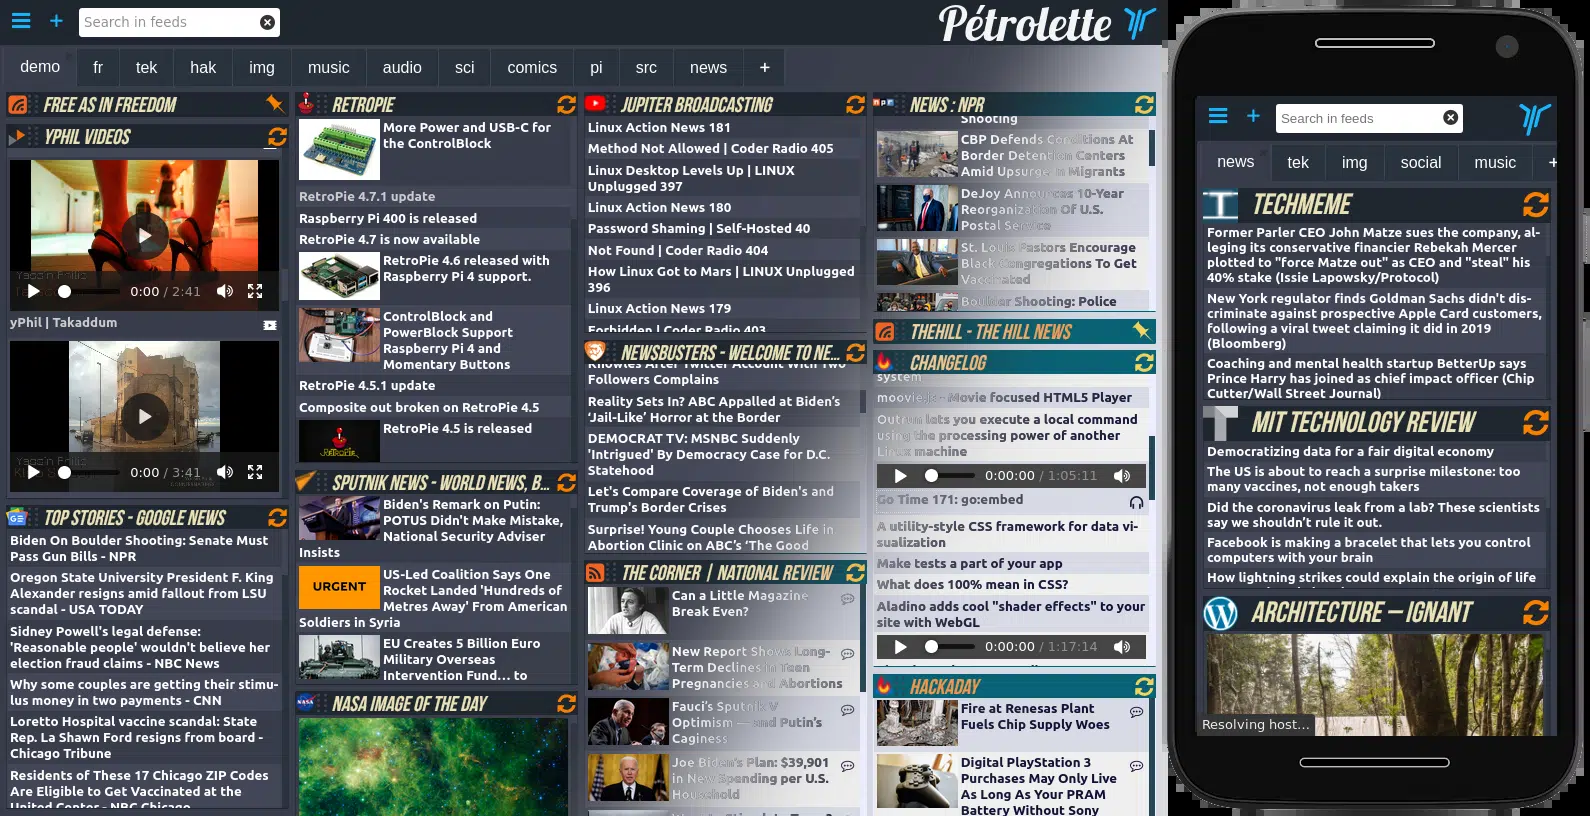 Search in feeds
Pétrolette
demo
fr
tek
hak
img
music
audio
sci
comics
pi
src
news
+
FREE AS IN FREEDOM
YPHIL VIDEOS
0:00 / 2:41
yPhil | Takaddum
0:00 / 3:41
TOP STORIES - GOOGLE NEWS
Biden On Boulder Shooting: Senate Must
Pass Gun Bills - NPR
Oregon State University President F. King
Alexander resigns amid fallout from LSU
scandal - USA TODAY
Sidney Powell's legal defense:
'Reasonable people' wouldn't believe her
election fraud claims - NBC News
Why some couples are getting their stimu-
lus money in two payments - CNN
Loretto Hospital vaccine scandal: State
Rep. La Shawn Ford resigns from board -
Chicago Tribune
Residents of These 17 Chicago ZIP Codes
Are Eligible to Get Vaccinated at the
United Center - NBC Chicago
RETROPIE
More Power and USB-C for
the ControlBlock
RetroPie 4.7.1 update
Raspberry Pi 400 is released
RetroPie 4.7 is now available
RetroPie 4.6 released with
Raspberry Pi 4 support.
ControlBlock and
PowerBlock Support
Raspberry Pi 4 and
Momentary Buttons
RetroPie 4.5.1 update
Composite out broken on RetroPie 4.5
RetroPie 4.5 is released
SPUTNIK NEWS - WORLD NEWS, B...
Biden's Remark on Putin:
POTUS Didn't Make Mistake,
National Security Adviser
Insists
URGENT
US-Led Coalition Says One
Rocket Landed 'Hundreds of
Metres Away' From American
Soldiers in Syria
EU Creates 5 Billion Euro
Military Overseas
Intervention Fund... to
NASA IMAGE OF THE DAY
JUPITER BROADCASTING
Linux Action News 181
Method Not Allowed | Coder Radio 405
Linux Desktop Levels Up | LINUX
Unplugged 397
Linux Action News 180
Password Shaming | Self-Hosted 40
Not Found | Coder Radio 404
How Linux Got to Mars | LINUX Unplugged
396
Linux Action News 179
Forbidden | Coder Radio 403
NEWSBUSTERS - WELCOME TO NE...
Knowles After Twitter Account With Two
Followers Complains
Reality Sets In? ABC Appalled at Biden's
'Jail-Like' Horror at the Border
DEMOCRAT TV: MSNBC Suddenly
'Intrigued' By Democracy Case for D.C.
Statehood
Let's Compare Coverage of Biden's and
Trump's Border Crises
Surprise! Young Couple Chooses Life in
Abortion Clinic on ABC's 'The Good
THE CORNER | NATIONAL REVIEW
Can a Little Magazine
Break Even?
New Report Shows Long-
Term Declines in Teen
Pregnancies and Abortions
Fauci's Sputnik V
Optimism — and Putin's
Caginess
Joe Biden's Plan: $39,901
in New Spending per U.S.
Household
NEWS : NPR
Shooting
CBP Defends Conditions At
Border Detention Centers
Amid Upsurge In Migrants
DeJoy Announces 10-Year
Reorganization Of U.S.
Postal Service
St. Louis Pastors Encourage
Black Congregations To Get
Vaccinated
Boulder Shooting: Police
THEHILL - THE HILL NEWS
CHANGELOG
system
moovie.js - Movie focused HTML5 Player
Outrun lets you execute a local command
using the processing power of another
Linux machine
0:00:00 / 1:05:11
Go Time 171: go:embed
A utility-style CSS framework for data vi-
sualization
Make tests a part of your app
What does 100% mean in CSS?
Aladino adds cool "shader effects" to your
site with WebGL
0:00:00 / 1:17:14
HACKADAY
Fire at Renesas Plant
Fuels Chip Supply Woes
Digital PlayStation 3
Purchases May Only Live
As Long As Your PRAM
Battery Without Sony
Search in feeds
news
tek
img
social
music
+
TECHMEME
Former Parler CEO John Matze sues the company, al-
leging its conservative financier Rebekah Mercer
plotted to "force Matze out" as CEO and "steal" his
40% stake (Issie Lapowsky/Protocol)
New York regulator finds Goldman Sachs didn't dis-
criminate against prospective Apple Card customers,
following a viral tweet claiming it did in 2019
(Bloomberg)
Coaching and mental health startup BetterUp says
Prince Harry has joined as chief impact officer (Chip
Cutter/Wall Street Journal)
MIT TECHNOLOGY REVIEW
Democratizing data for a fair digital economy
The US is about to reach a surprise milestone: too
many vaccines, not enough takers
Did the coronavirus leak from a lab? These scientists
say we shouldn't rule it out.
Facebook is making a bracelet that lets you control
computers with your brain
How lightning strikes could explain the origin of life
ARCHITECTURE – IGNANT
Resolving host...